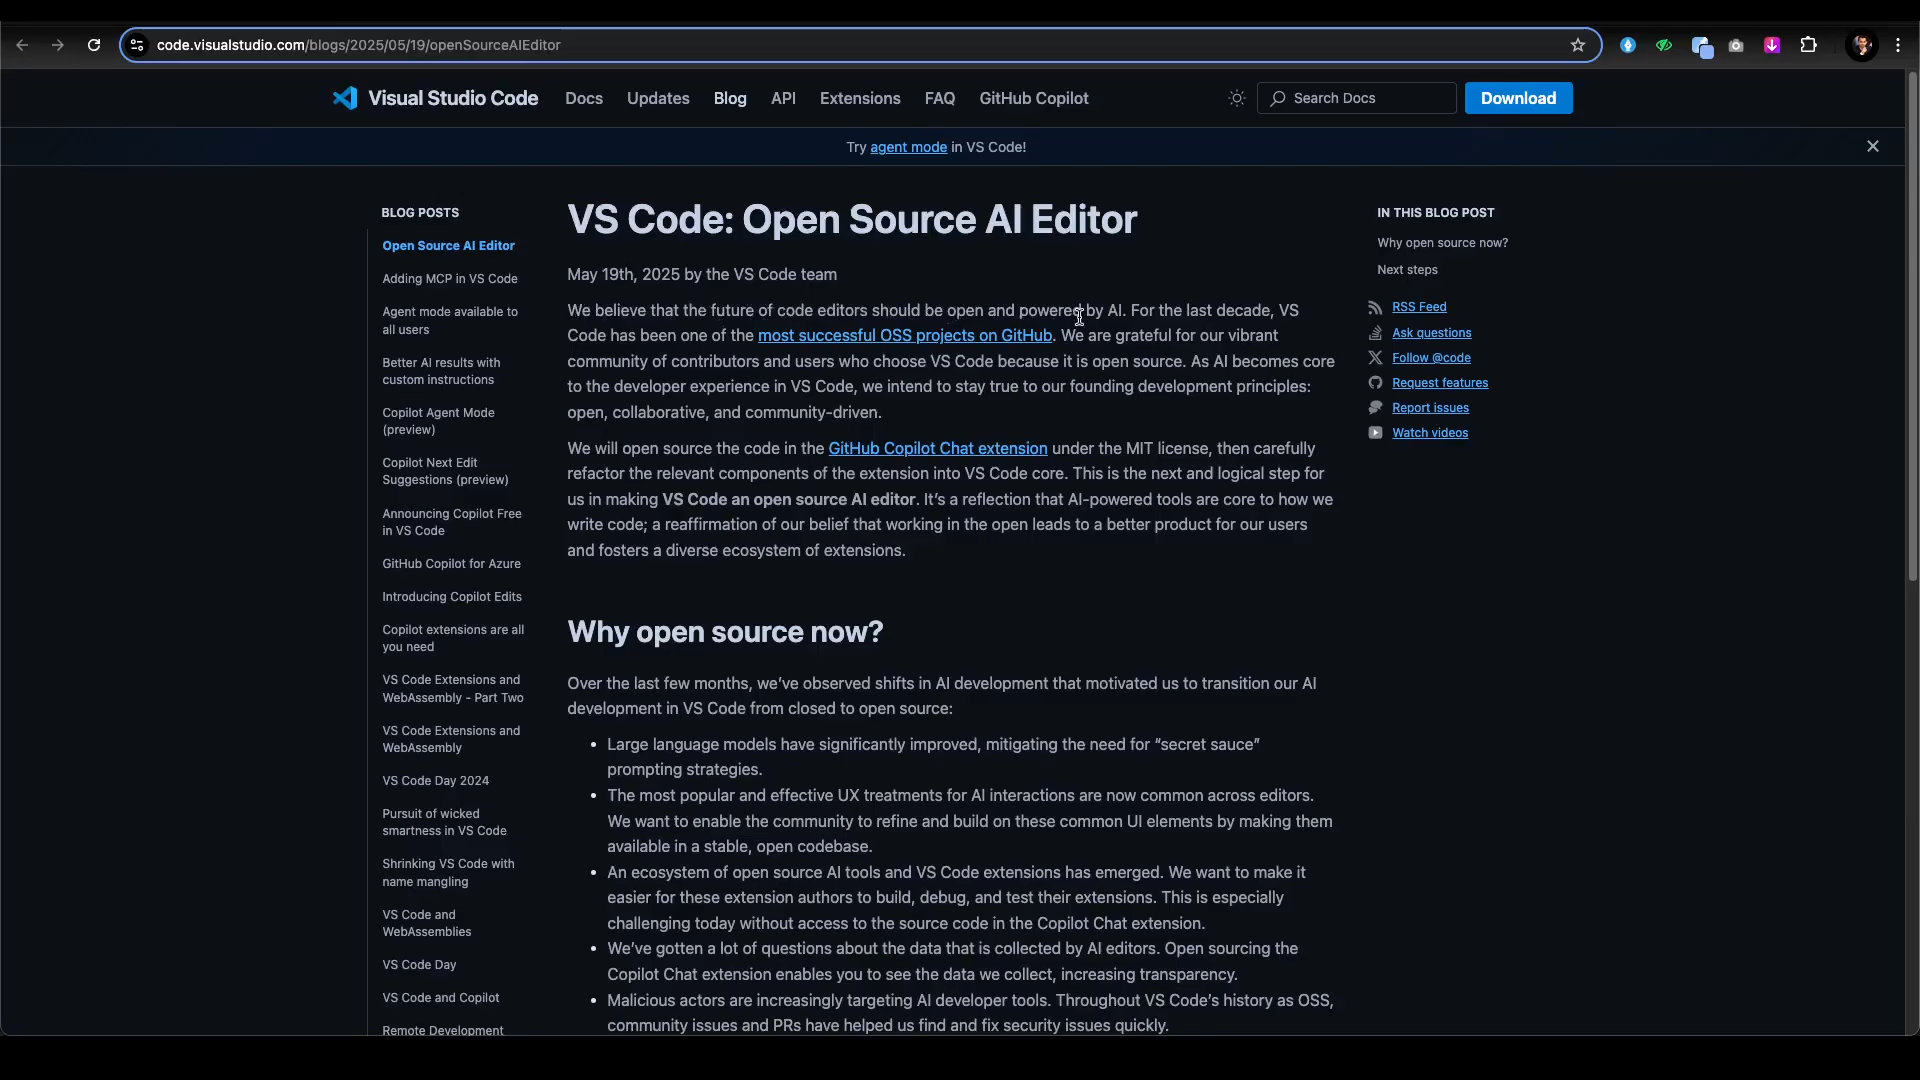 code.visualstudio.com/blogs/2025/05/19/openSourceAIEditor
Visual Studio Code
Docs
Updates
Blog
API
Extensions
FAQ
GitHub Copilot
Search Docs
Download
Try agent mode in VS Code!
BLOG POSTS
Open Source AI Editor
Adding MCP in VS Code
Agent mode available to
all users
Better AI results with
custom instructions
Copilot Agent Mode
(preview)
Copilot Next Edit
Suggestions (preview)
Announcing Copilot Free
in VS Code
GitHub Copilot for Azure
Introducing Copilot Edits
Copilot extensions are all
you need
VS Code Extensions and
WebAssembly - Part Two
VS Code Extensions and
WebAssembly
VS Code Day 2024
Pursuit of wicked
smartness in VS Code
Shrinking VS Code with
name mangling
VS Code and
WebAssemblies
VS Code Day
VS Code and Copilot
Remote Development
VS Code: Open Source AI Editor
May 19th, 2025 by the VS Code team
We believe that the future of code editors should be open and powered by AI. For the last decade, VS
Code has been one of the most successful OSS projects on GitHub. We are grateful for our vibrant
community of contributors and users who choose VS Code because it is open source. As AI becomes core
to the developer experience in VS Code, we intend to stay true to our founding development principles:
open, collaborative, and community-driven.
We will open source the code in the GitHub Copilot Chat extension under the MIT license, then carefully
refactor the relevant components of the extension into VS Code core. This is the next and logical step for
us in making VS Code an open source AI editor. It’s a reflection that AI-powered tools are core to how we
write code; a reaffirmation of our belief that working in the open leads to a better product for our users
and fosters a diverse ecosystem of extensions.
Why open source now?
Over the last few months, we’ve observed shifts in AI development that motivated us to transition our AI
development in VS Code from closed to open source:
• Large language models have significantly improved, mitigating the need for “secret sauce”
prompting strategies.
• The most popular and effective UX treatments for AI interactions are now common across editors.
We want to enable the community to refine and build on these common UI elements by making them
available in a stable, open codebase.
• An ecosystem of open source AI tools and VS Code extensions has emerged. We want to make it
easier for these extension authors to build, debug, and test their extensions. This is especially
challenging today without access to the source code in the Copilot Chat extension.
• We’ve gotten a lot of questions about the data that is collected by AI editors. Open sourcing the
Copilot Chat extension enables you to see the data we collect, increasing transparency.
• Malicious actors are increasingly targeting AI developer tools. Throughout VS Code’s history as OSS,
community issues and PRs have helped us find and fix security issues quickly.
IN THIS BLOG POST
Why open source now?
Next steps
RSS Feed
Ask questions
Follow @code
Request features
Report issues
Watch videos